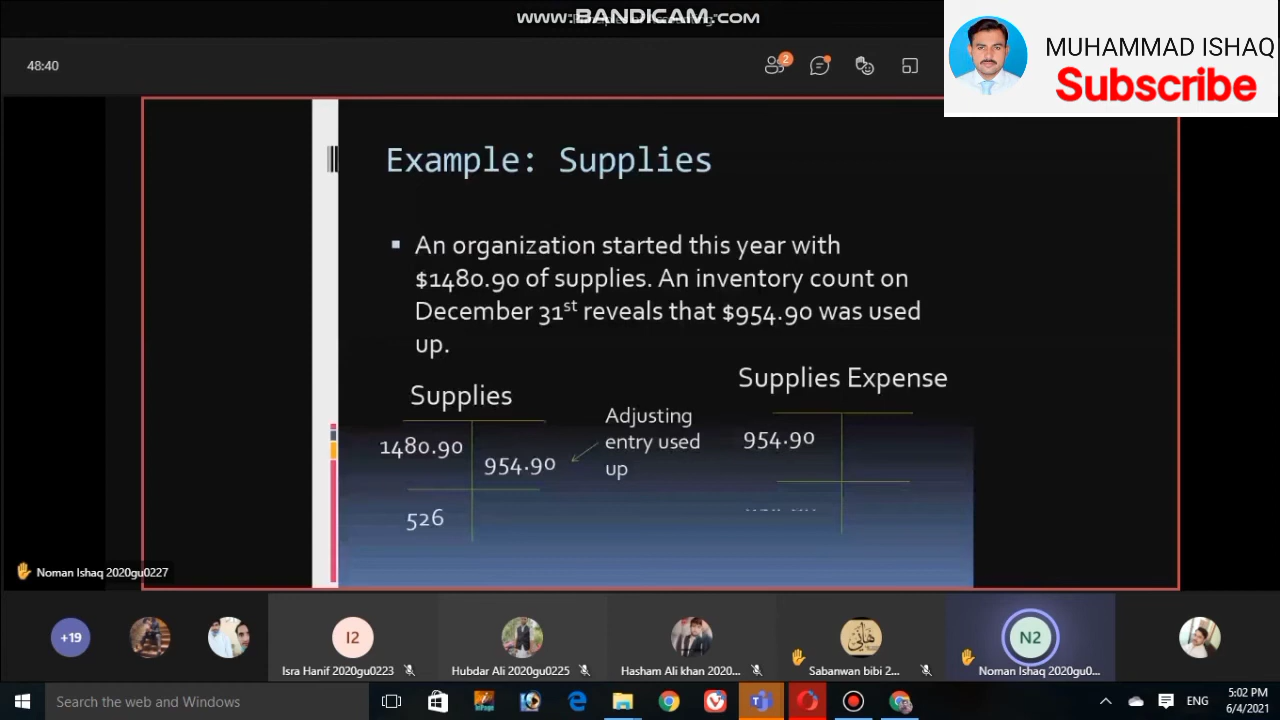 WWW.BANDICAM.COM
MUHAMMAD ISHAQ
Subscribe
48:40
2
Example: Supplies
An organization started this year with
$1480.90 of supplies. An inventory count on
December 31st reveals that $954.90 was used
up.
Supplies
Supplies Expense
Adjusting
entry used
up
1480.90
954.90
954.90
526
Noman Ishaq 2020gu0227
+19
I2
N2
Isra Hanif 2020gu0223
Hubdar Ali 2020gu0225
Hasham Ali khan 2020...
Sabanwan bibi 2...
Noman Ishaq 2020gu0...
Search the web and Windows
ENG
5:02 PM
6/4/2021